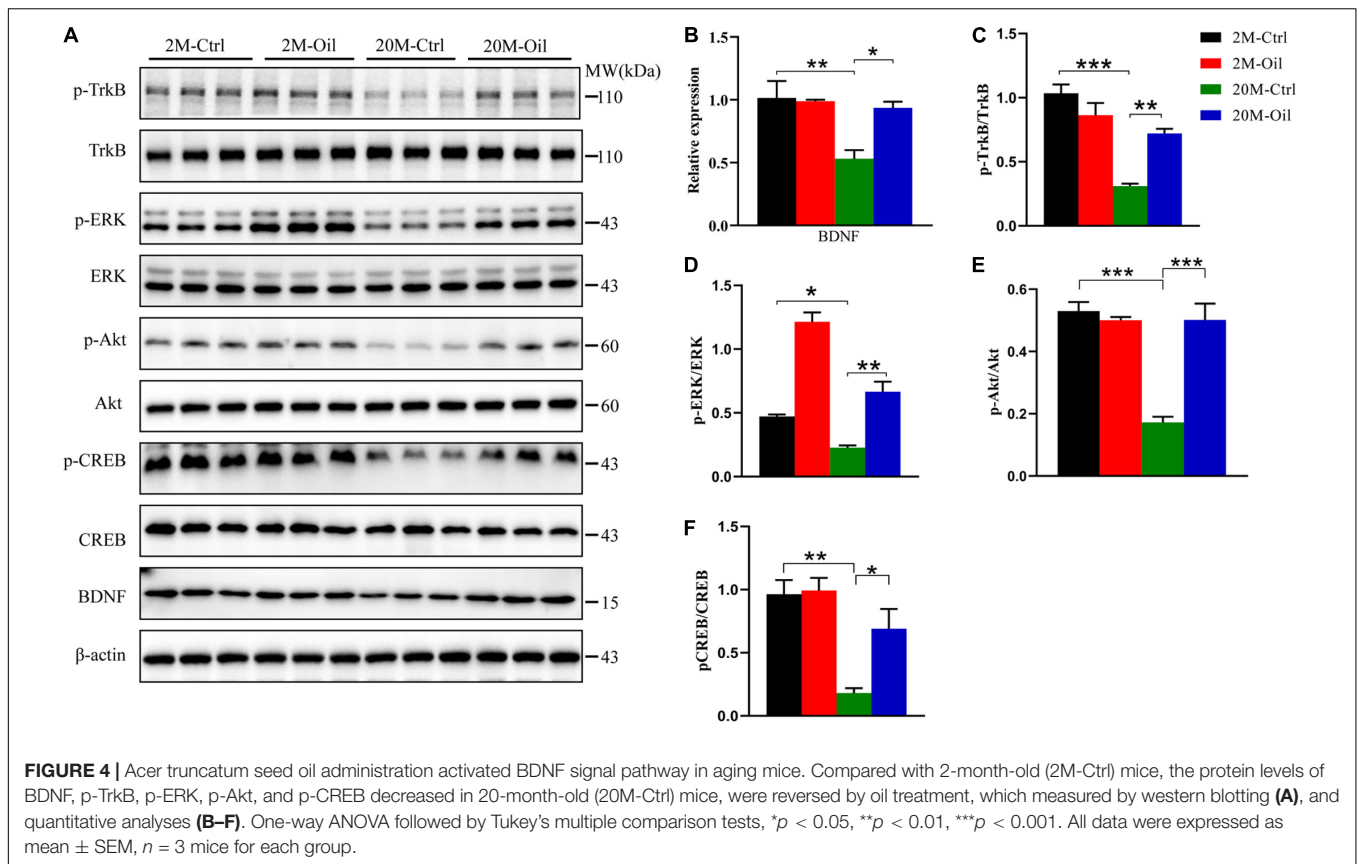 A
2M-Ctrl 2M-Oil 20M-Ctrl 20M-Oil
MW(kDa)
p-TrkB 110
TrkB 110
p-ERK 43
ERK 43
p-Akt 60
Akt 60
p-CREB 43
CREB 43
BDNF 15
β-actin 43
B
Relative expression
1.5
1.0
0.5
0.0
** *
BDNF
C
p-TrkB/TrkB
1.5
1.0
0.5
0.0
*** **
2M-Ctrl
2M-Oil
20M-Ctrl
20M-Oil
D
p-ERK/ERK
1.5
1.0
0.5
0.0
* **
E
p-Akt/Akt
0.6
0.4
0.2
0.0
*** ***
F
pCREB/CREB
1.5
1.0
0.5
0.0
** *
FIGURE 4 | Acer truncatum seed oil administration activated BDNF signal pathway in aging mice. Compared with 2-month-old (2M-Ctrl) mice, the protein levels of
BDNF, p-TrkB, p-ERK, p-Akt, and p-CREB decreased in 20-month-old (20M-Ctrl) mice, were reversed by oil treatment, which measured by western blotting (A), and
quantitative analyses (B–F). One-way ANOVA followed by Tukey's multiple comparison tests, *p < 0.05, **p < 0.01, ***p < 0.001. All data were expressed as
mean ± SEM, n = 3 mice for each group.